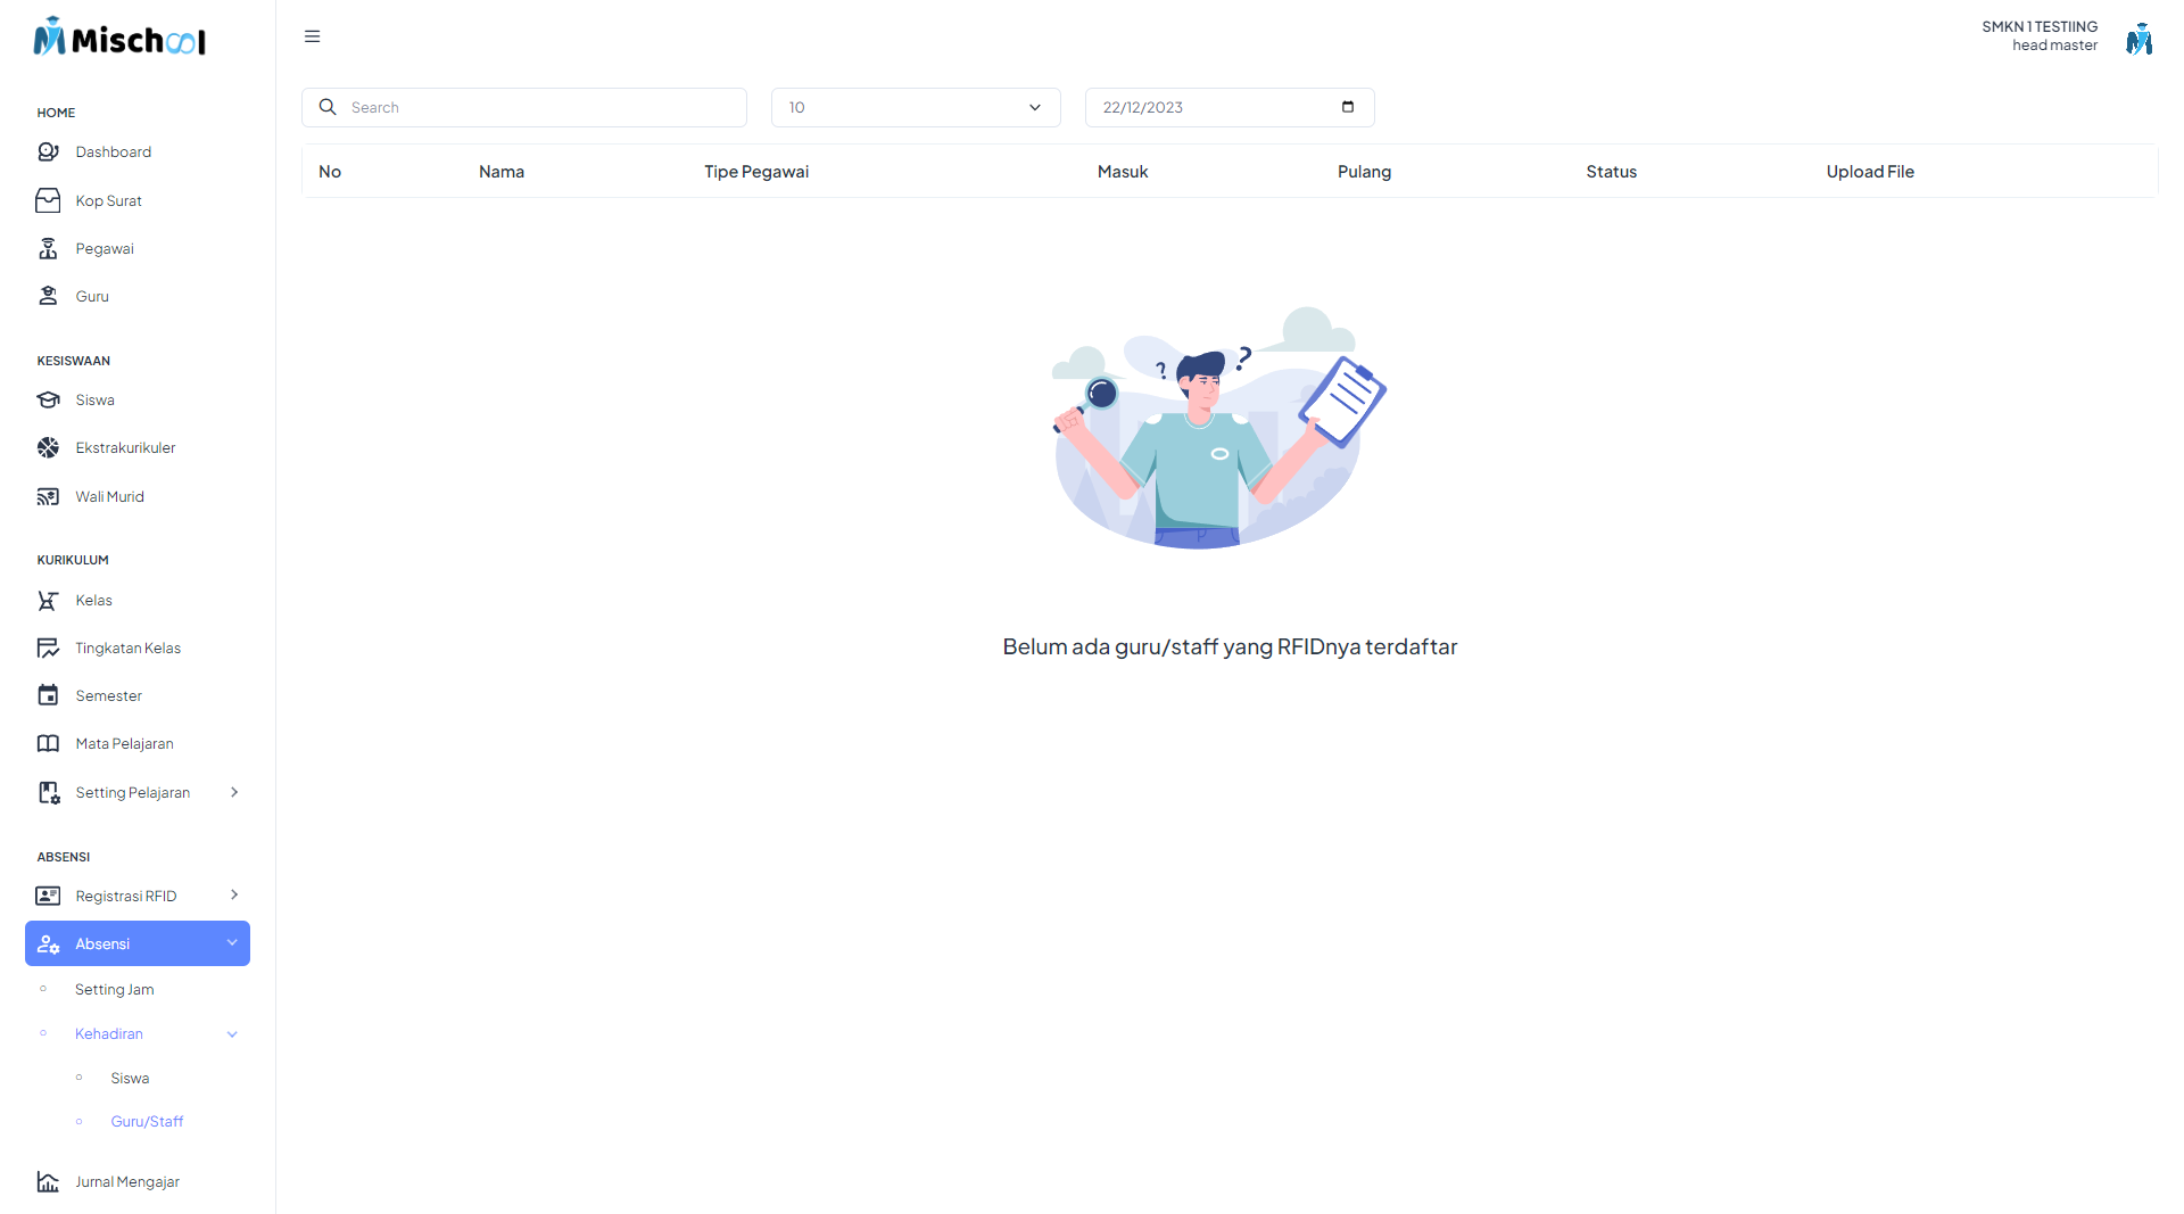 Mischool
HOME
Dashboard
Kop Surat
Pegawai
Guru
KESISWAAN
Siswa
Ekstrakurikuler
Wali Murid
KURIKULUM
Kelas
Tingkatan Kelas
Semester
Mata Pelajaran
Setting Pelajaran
ABSENSI
Registrasi RFID
Absensi
Setting Jam
Kehadiran
Siswa
Guru/Staff
Jurnal Mengajar
SMKN 1 TESTIING
head master
Search
10
22/12/2023
No Nama Tipe Pegawai Masuk Pulang Status Upload File
? ?
Belum ada guru/staff yang RFIDnya terdaftar